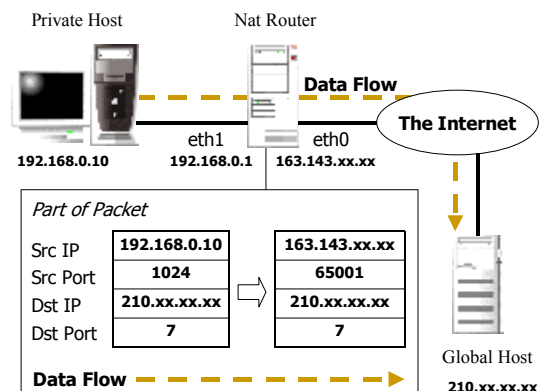 Private Host
Nat Router
Data Flow
The Internet
eth1
eth0
192.168.0.10
192.168.0.1
163.143.xx.xx
Part of Packet
Src IP 192.168.0.10 163.143.xx.xx
Src Port 1024 65001
Dst IP 210.xx.xx.xx 210.xx.xx.xx
Dst Port 7 7
Data Flow
Global Host
210.xx.xx.xx